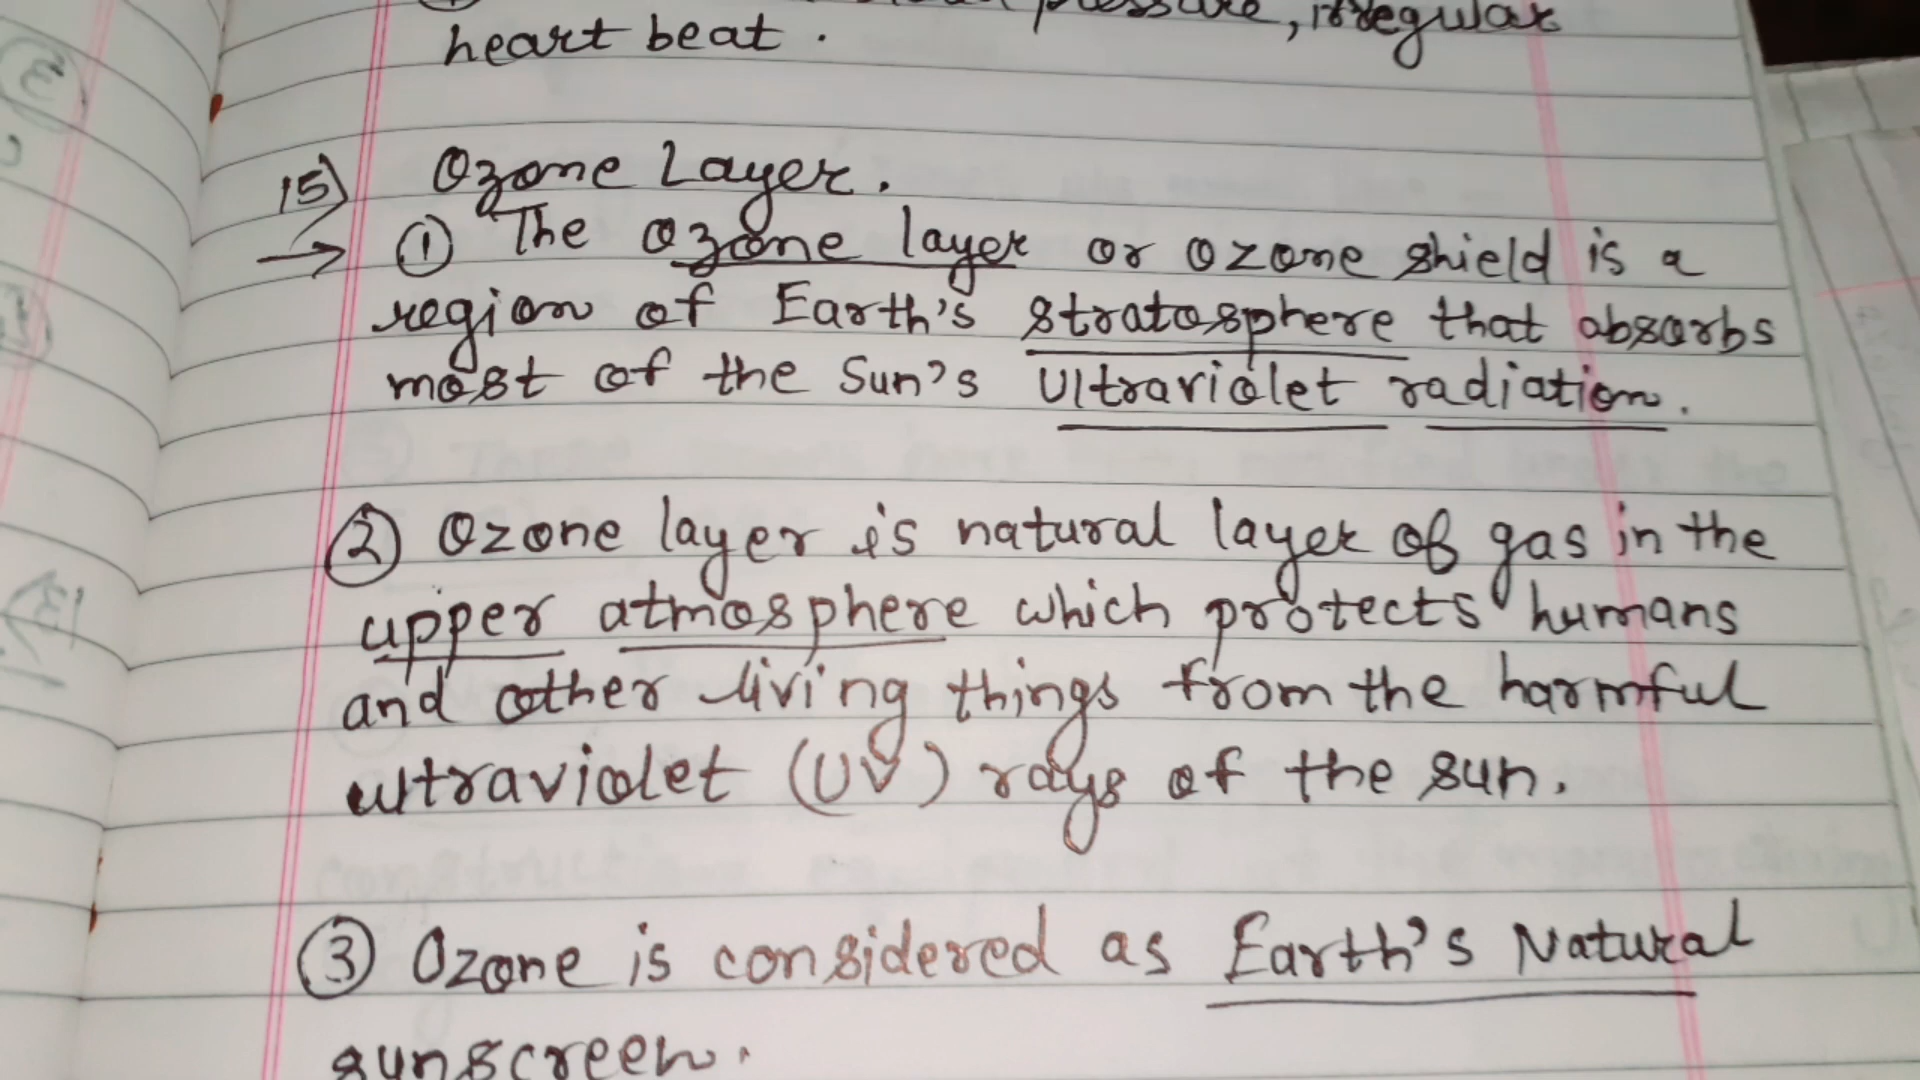 pressure, irregular
heart beat.
15) Ozone Layer.
→ ① The ozone layer or ozone shield is a
region of Earth's stratosphere that absorbs
most of the Sun's Ultraviolet radiation.
② Ozone layer is natural layer of gas in the
upper atmosphere which protects humans
and other living things from the harmful
ultraviolet (UV) rays of the sun.
③ Ozone is considered as Earth's Natural
sunscreen.